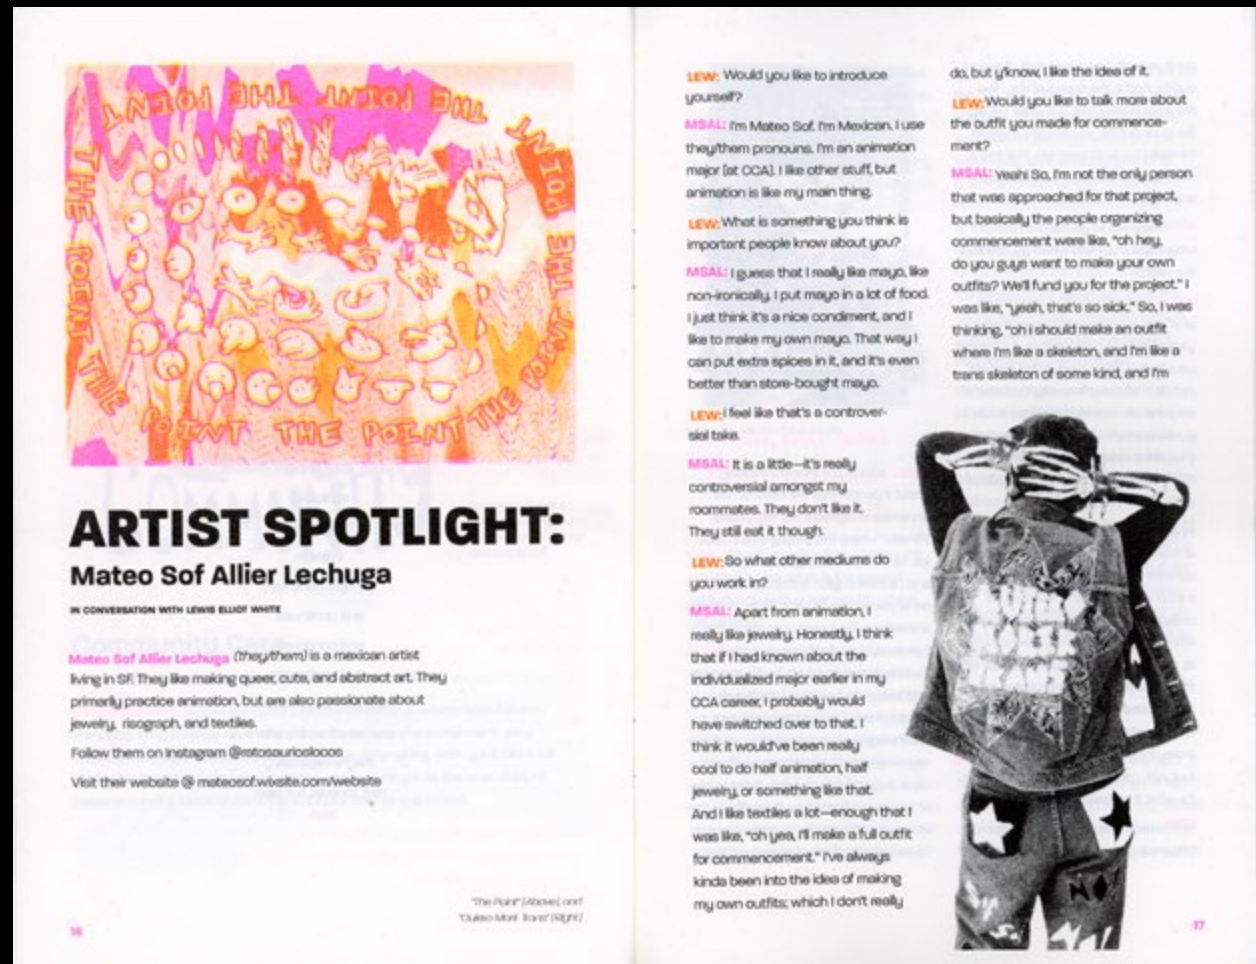 THE POINT THE POINT THE POINT THE POINT THE POINT THE POINT THE POINT THE POINT
ARTIST SPOTLIGHT:
Mateo Sof Allier Lechuga
IN CONVERSATION WITH LEWIS ELLIOT WHITE
Mateo Sof Allier Lechuga (they/them) is a mexican artist
living in SF. They like making queer, cute, and abstract art. They
primarily practice animation, but are also passionate about
jewelry, risograph, and textiles.
Follow them on Instagram @ratosaurioslocos
Visit their website @ mateosof.wixsite.com/website
"The Point" (Above), and
(Right)
16
LEW: Would you like to introduce
yourself?
MSAL: I'm Mateo Sof. I'm Mexican. I use
they/them pronouns. I'm an animation
major [at CCA]. I like other stuff, but
animation is like my main thing.
LEW: What is something you think is
important people know about you?
MSAL: I guess that I really like mayo, like
non-ironically. I put mayo in a lot of food.
I just think it's a nice condiment, and I
like to make my own mayo. That way I
can put extra spices in it, and it's even
better than store-bought mayo.
LEW: I feel like that's a controver-
sial take.
MSAL: It is a little—it's really
controversial amongst my
roommates. They don't like it.
They still eat it though.
LEW: So what other mediums do
you work in?
MSAL: Apart from animation, I
really like jewelry. Honestly, I think
that if I had known about the
individualized major earlier in my
CCA career, I probably would
have switched over to that. I
think it would've been really
cool to do half animation, half
jewelry, or something like that.
And I like textiles a lot—enough that I
was like, "oh yea, I'll make a full outfit
for commencement." I've always
kinda been into the idea of making
my own outfits; which I don't really
do, but y'know, I like the idea of it.
LEW: Would you like to talk more about
the outfit you made for commence-
ment?
MSAL: Yeah! So, I'm not the only person
that was approached for that project,
but basically the people organizing
commencement were like, "oh hey,
do you guys want to make your own
outfits? We'll fund you for the project." I
was like, "yeah, that's so sick." So, I was
thinking, "oh i should make an outfit
where I'm like a skeleton, and I'm like a
trans skeleton of some kind, and I'm
NO!
17